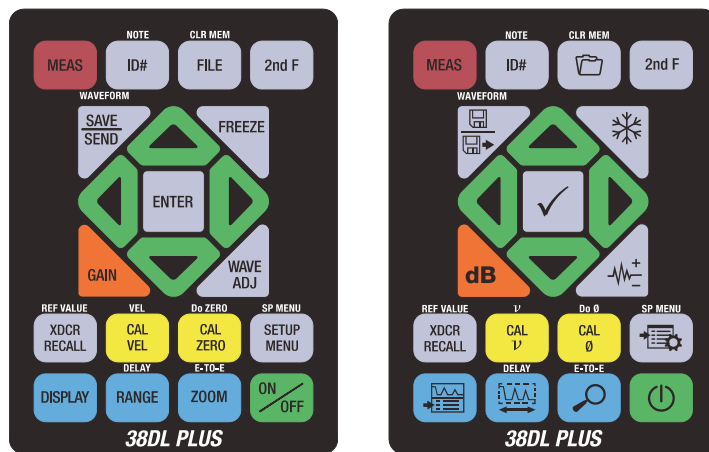 NOTE CLR MEM
MEAS ID# FILE 2nd F
WAVEFORM
SAVE
SEND
FREEZE
ENTER
GAIN
WAVE
ADJ
REF VALUE VEL Do ZERO SP MENU
XDCR
RECALL
CAL
VEL
CAL
ZERO
SETUP
MENU
DELAY E-TO-E
DISPLAY RANGE ZOOM ON/OFF
38DL PLUS
NOTE CLR MEM
MEAS ID# 2nd F
WAVEFORM
dB
+
−
REF VALUE ν Do Ø SP MENU
XDCR
RECALL
CAL
ν
CAL
Ø
DELAY E-TO-E
38DL PLUS